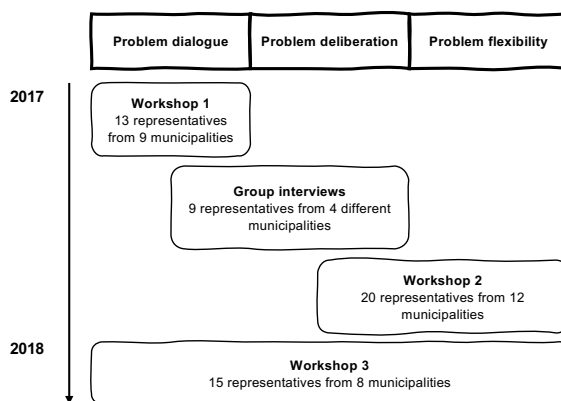 Problem dialogue
Problem deliberation
Problem flexibility
2017
Workshop 1
13 representatives
from 9 municipalities
Group interviews
9 representatives from 4 different
municipalities
Workshop 2
20 representatives from 12
municipalities
2018
Workshop 3
15 representatives from 8 municipalities